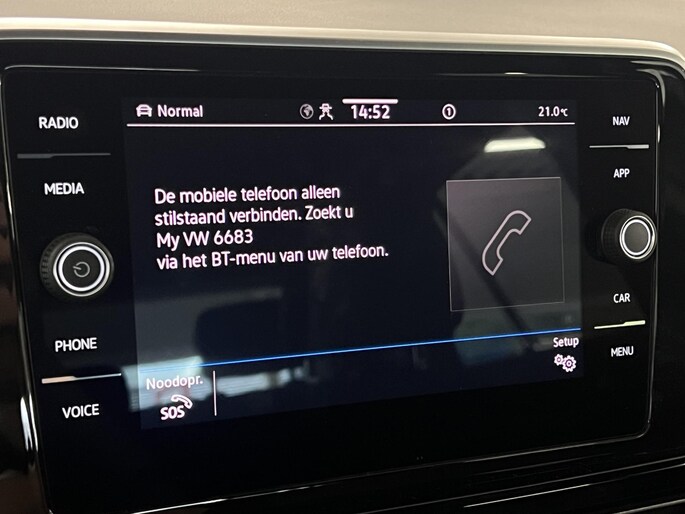 RADIO
MEDIA
PHONE
VOICE
Normal
14:52
1
21.0°C
De mobiele telefoon alleen
stilstaand verbinden. Zoekt u
My VW 6683
via het BT-menu van uw telefoon.
Setup
Noodopr.
SOS
NAV
APP
CAR
MENU